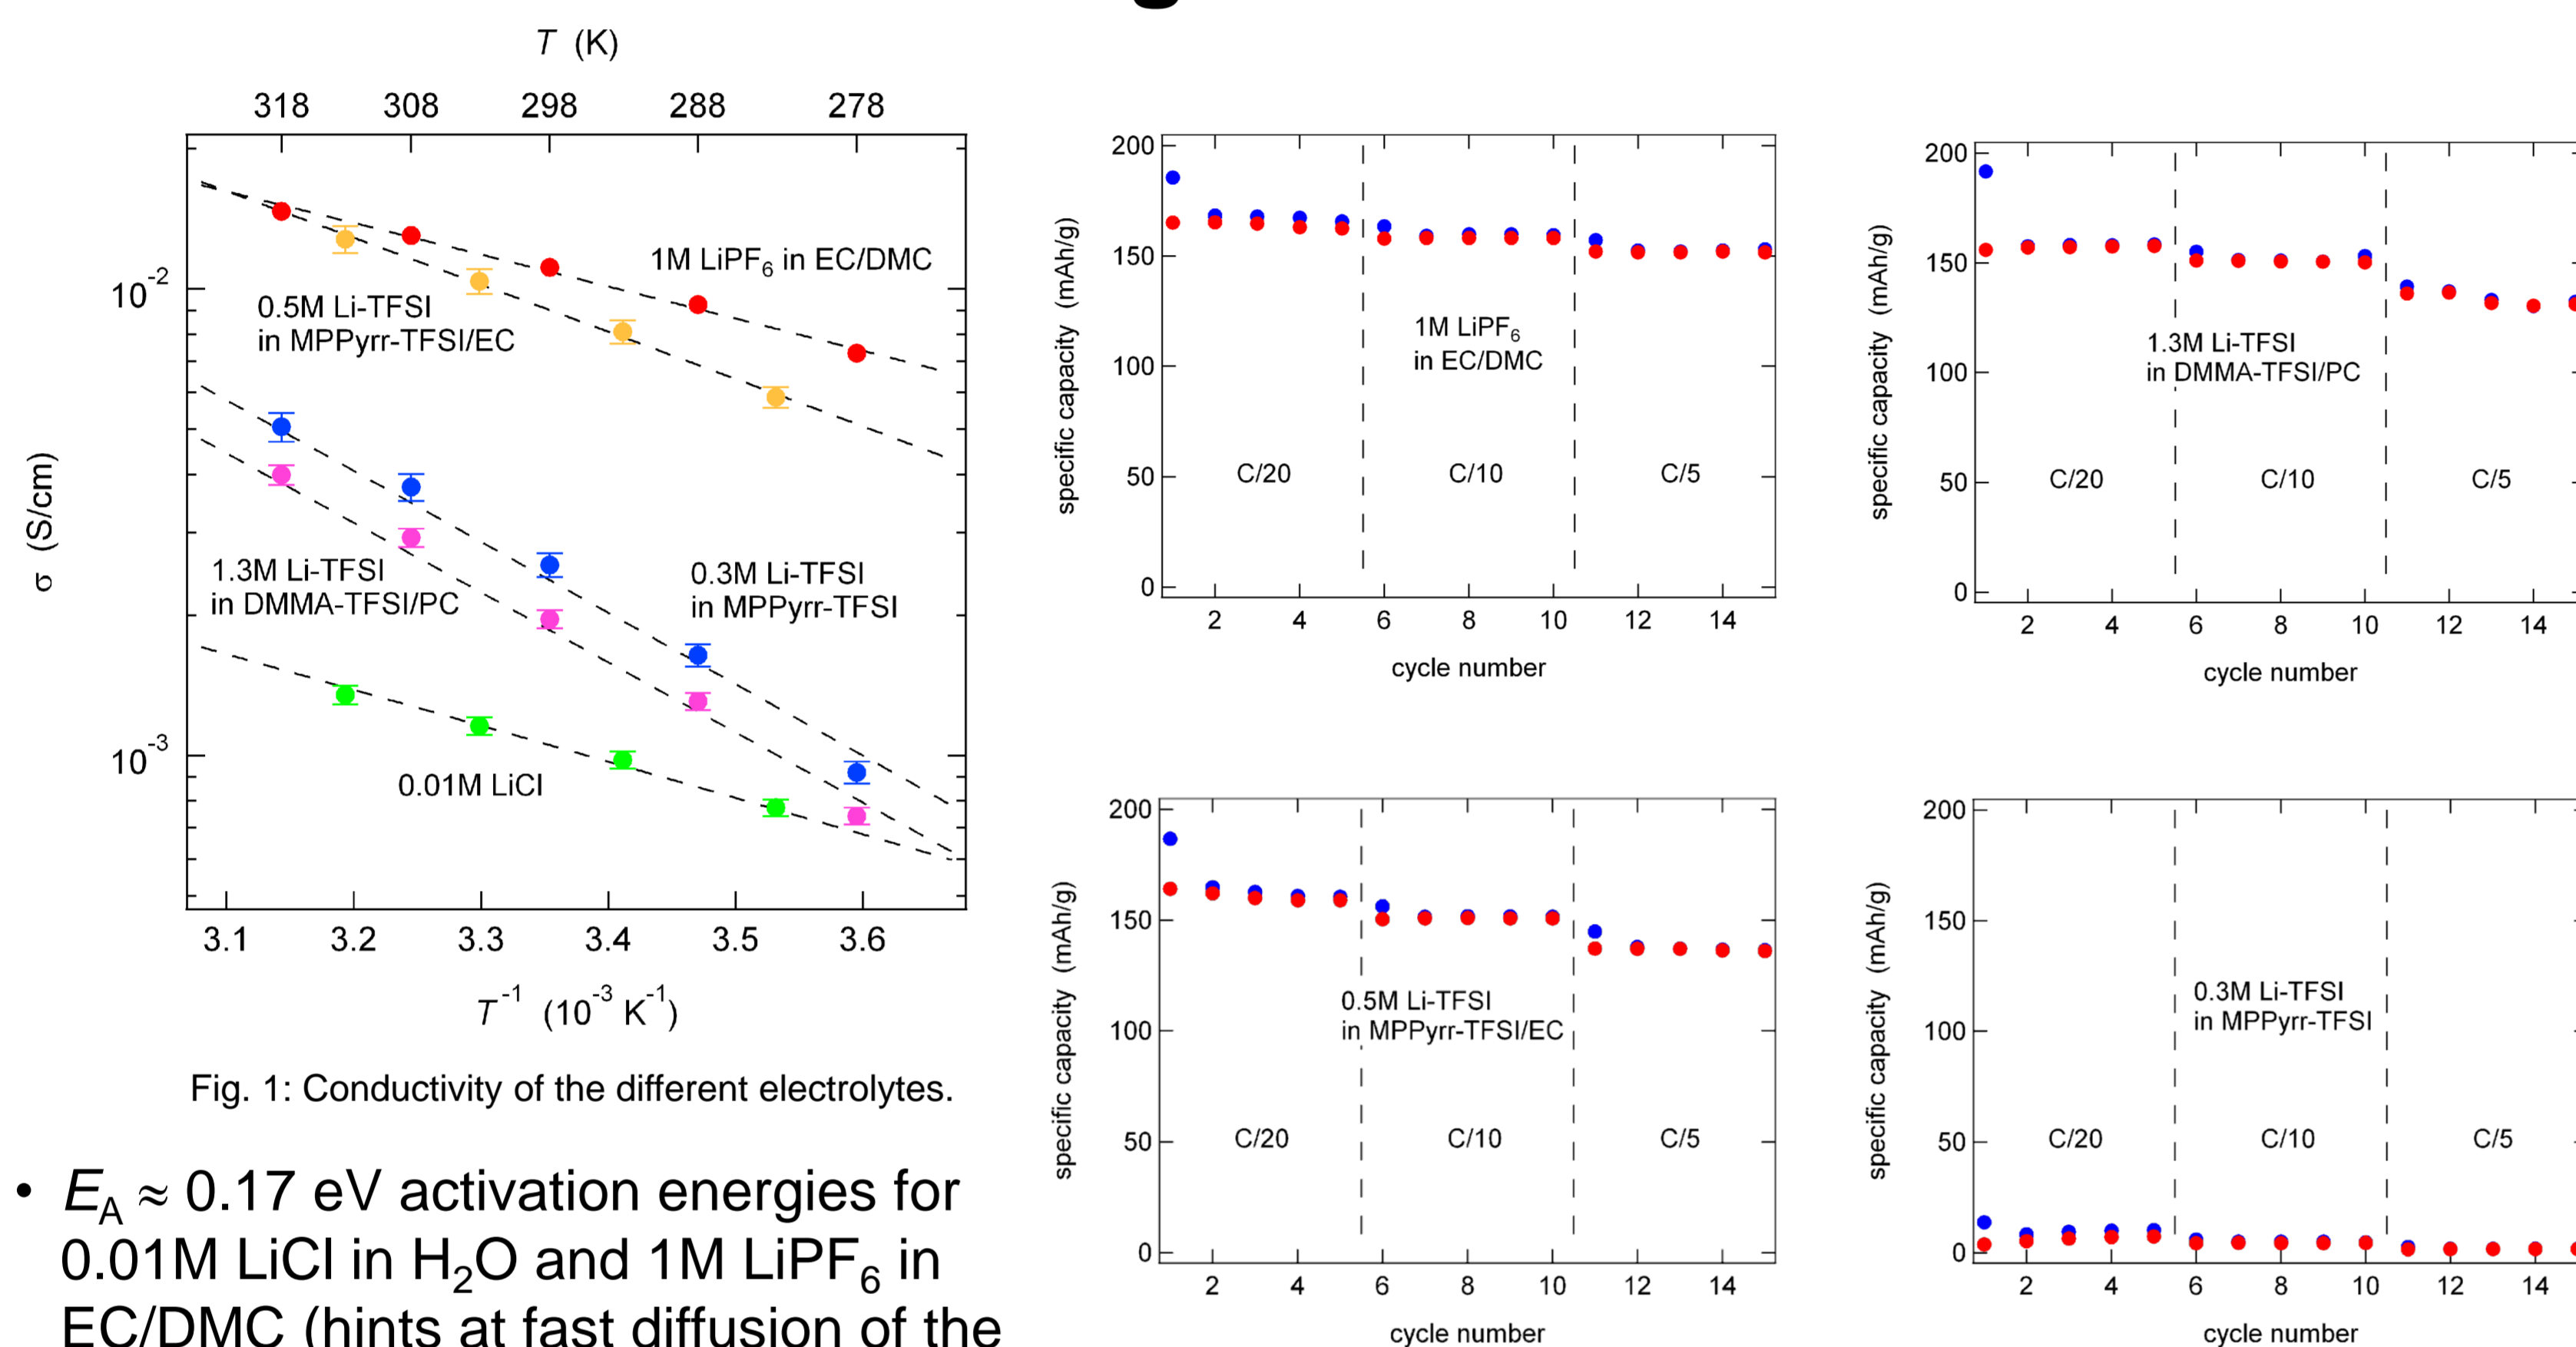 T (K)
318 308 298 288 278
10-2
10-3
σ (S/cm)
1M LiPF6 in EC/DMC
0.5M Li-TFSI
in MPPyrr-TFSI/EC
1.3M Li-TFSI
in DMMA-TFSI/PC
0.3M Li-TFSI
in MPPyrr-TFSI
0.01M LiCl
3.1 3.2 3.3 3.4 3.5 3.6
T-1 (10-3 K-1)
Fig. 1: Conductivity of the different electrolytes.
• EA ≈ 0.17 eV activation energies for
0.01M LiCl in H2O and 1M LiPF6 in
EC/DMC (hints at fast diffusion of the
200
150
100
50
0
specific capacity (mAh/g)
1M LiPF6
in EC/DMC
C/20 C/10 C/5
2 4 6 8 10 12 14
cycle number
200
150
100
50
0
specific capacity (mAh/g)
1.3M Li-TFSI
in DMMA-TFSI/PC
C/20 C/10 C/5
2 4 6 8 10 12 14
cycle number
200
150
100
50
0
specific capacity (mAh/g)
0.5M Li-TFSI
in MPPyrr-TFSI/EC
C/20 C/10 C/5
2 4 6 8 10 12 14
cycle number
200
150
100
50
0
specific capacity (mAh/g)
0.3M Li-TFSI
in MPPyrr-TFSI
C/20 C/10 C/5
2 4 6 8 10 12 14
cycle number